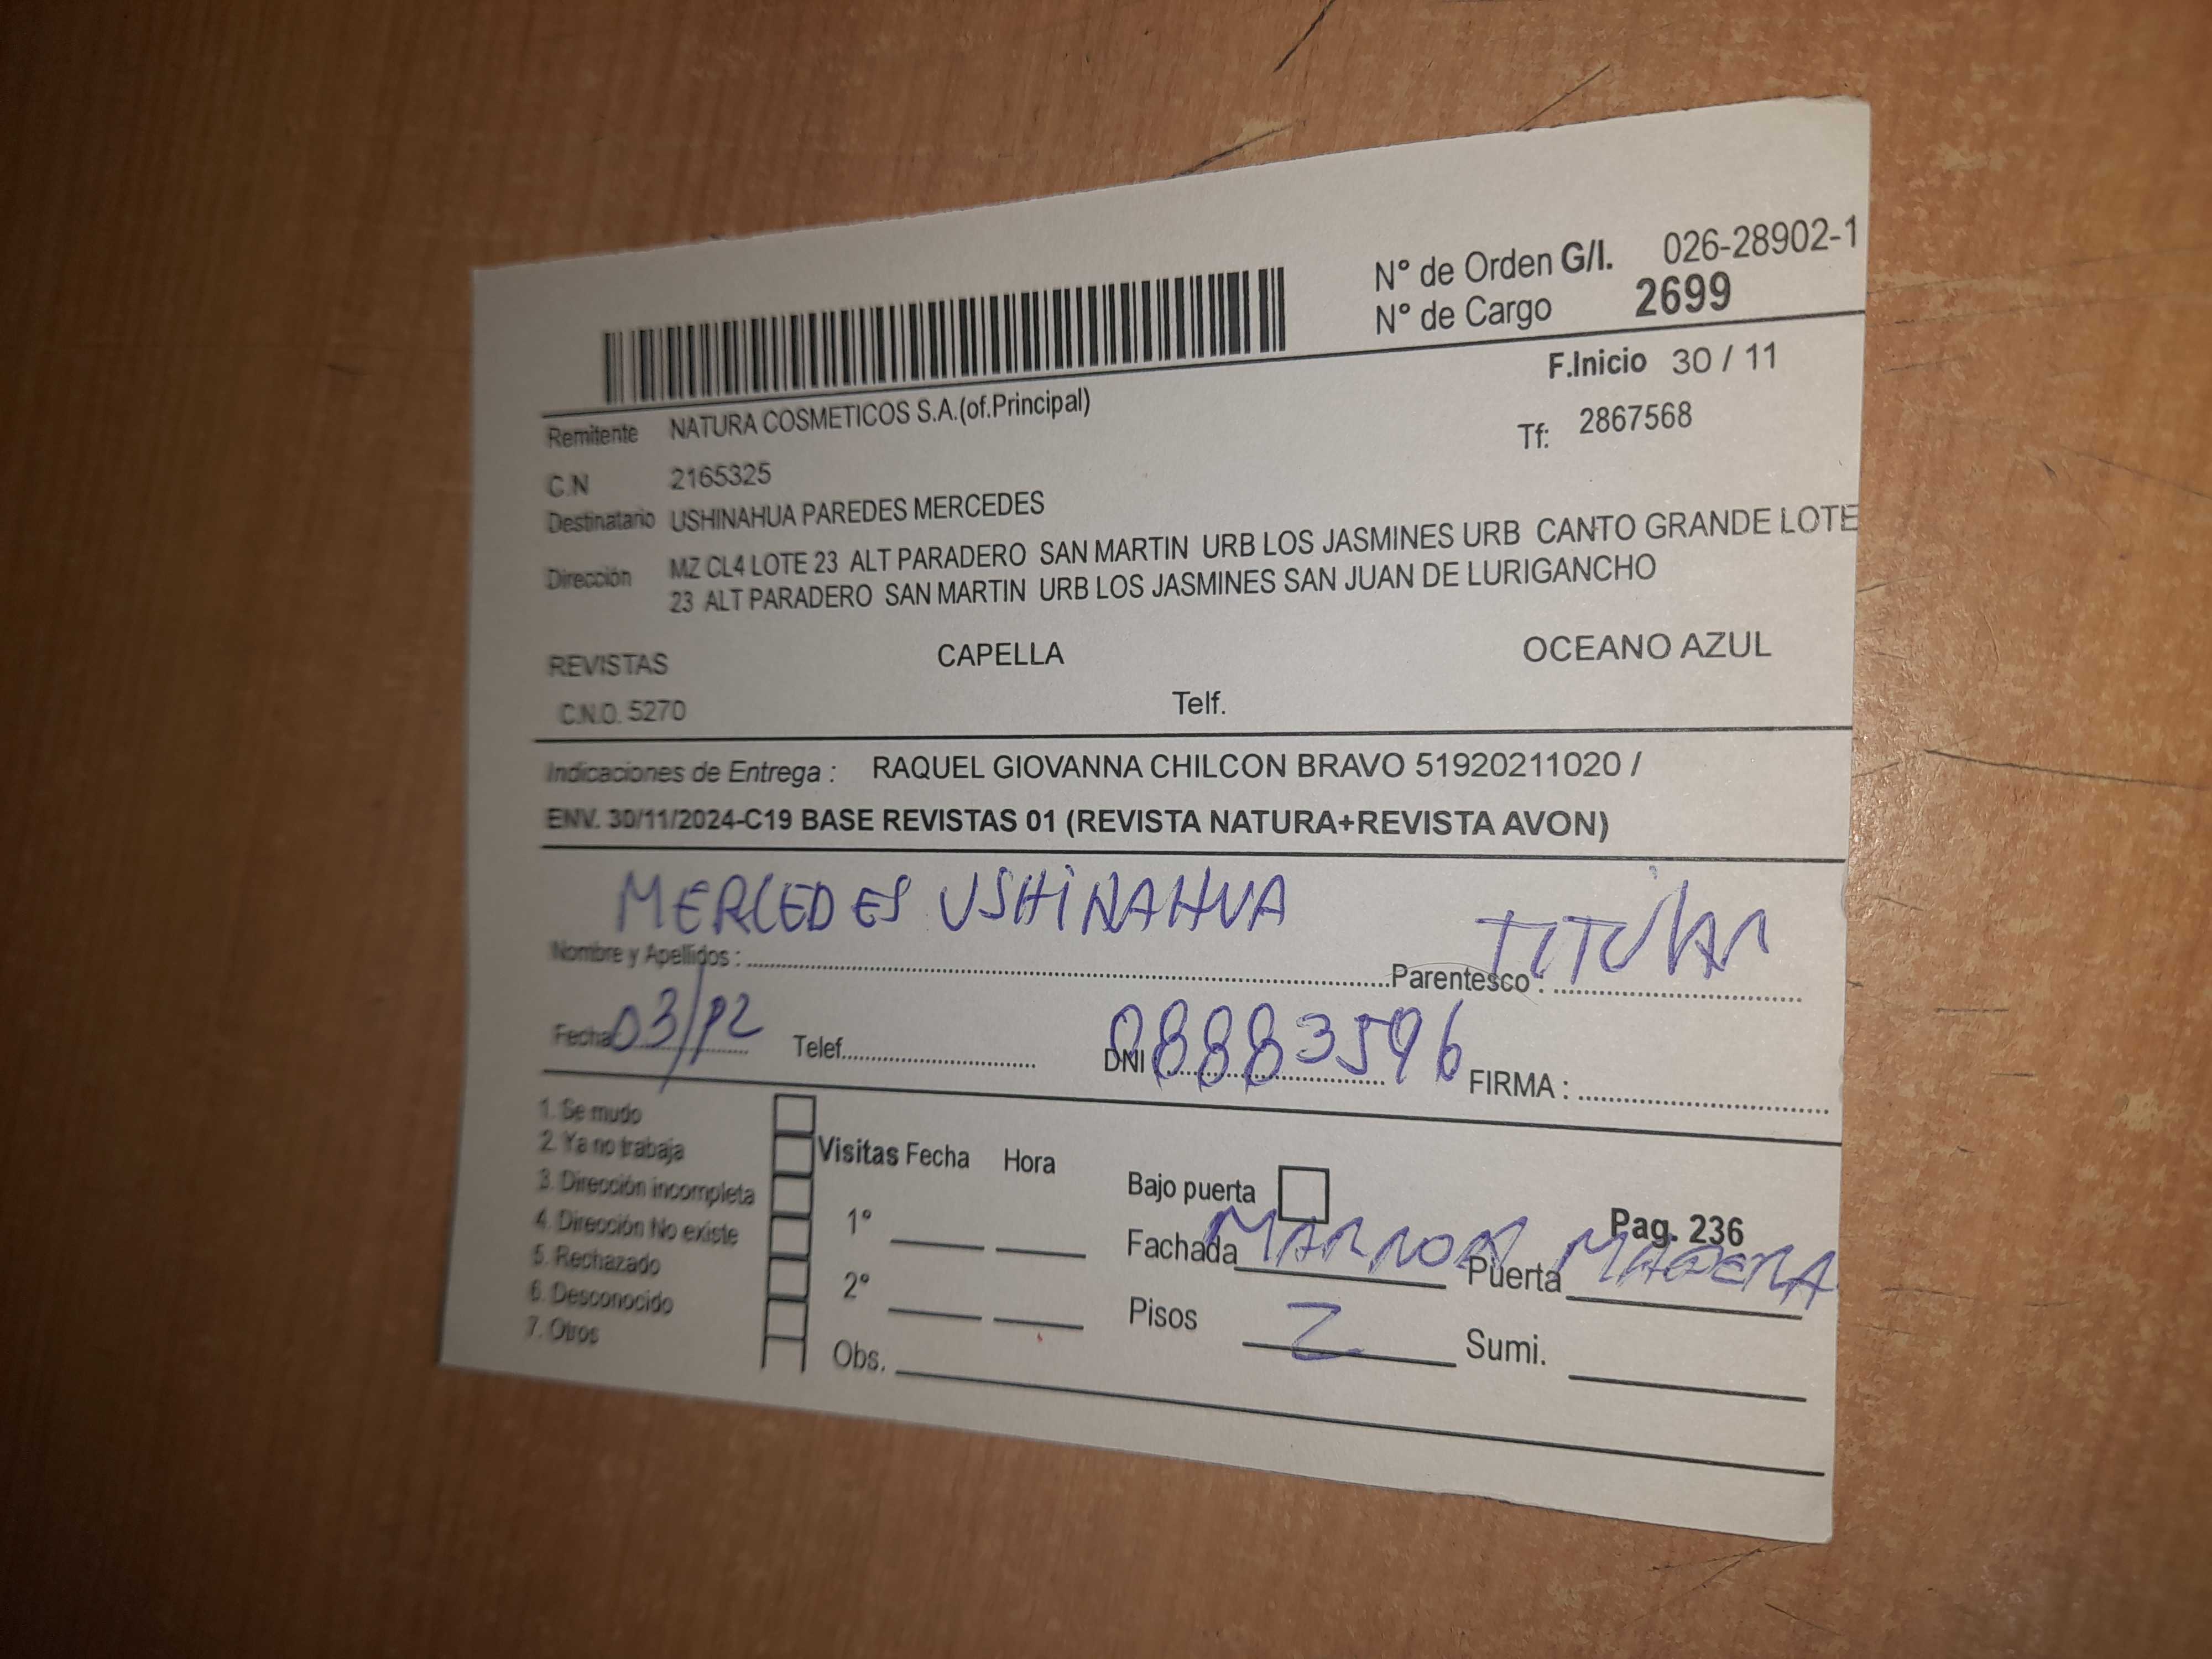 N° de Orden G/I. 026-28902-1
N° de Cargo 2699
F.Inicio 30 / 11
Remitente NATURA COSMETICOS S.A.(of.Principal)
Tf: 2867568
C.N 2165325
Destinatario USHINAHUA PAREDES MERCEDES
Dirección MZ CL4 LOTE 23 ALT PARADERO SAN MARTIN URB LOS JASMINES URB CANTO GRANDE LOTE
23 ALT PARADERO SAN MARTIN URB LOS JASMINES SAN JUAN DE LURIGANCHO
REVISTAS CAPELLA OCEANO AZUL
C.N.O. 5270 Telf.
Indicaciones de Entrega : RAQUEL GIOVANNA CHILCON BRAVO 51920211020 /
ENV. 30/11/2024-C19 BASE REVISTAS 01 (REVISTA NATURA+REVISTA AVON)
Nombre y Apellidos : MERCEDES USHINAHUA Parentesco : TITULAR
Fecha 03/12 Telef. DNI 08883596 FIRMA :
1. Se mudo
2. Ya no trabaja
3. Dirección incompleta
4. Dirección No existe
5. Rechazado
6. Desconocido
7. Otros
Visitas Fecha Hora
1°
2°
Obs.
Bajo puerta
Pag. 236
Fachada MARRON Puerta MADERA
Pisos 2 Sumi.